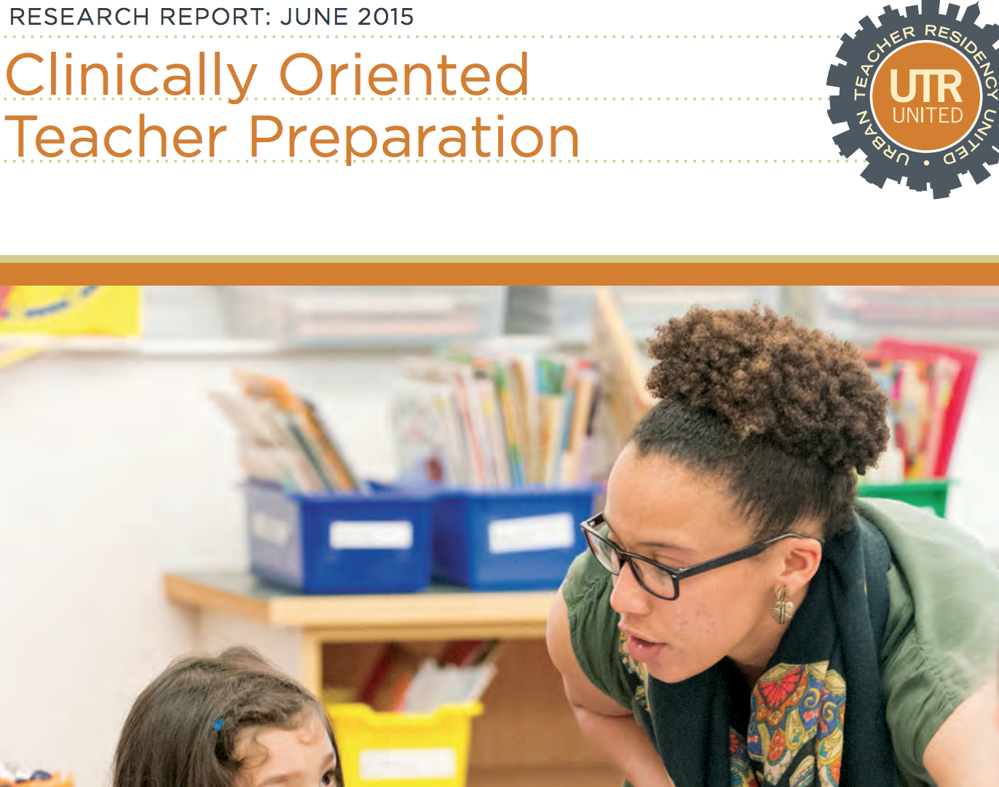 RESEARCH REPORT: JUNE 2015
Clinically Oriented
Teacher Preparation
URBAN TEACHER RESIDENCY UNITED •
UTR
UNITED